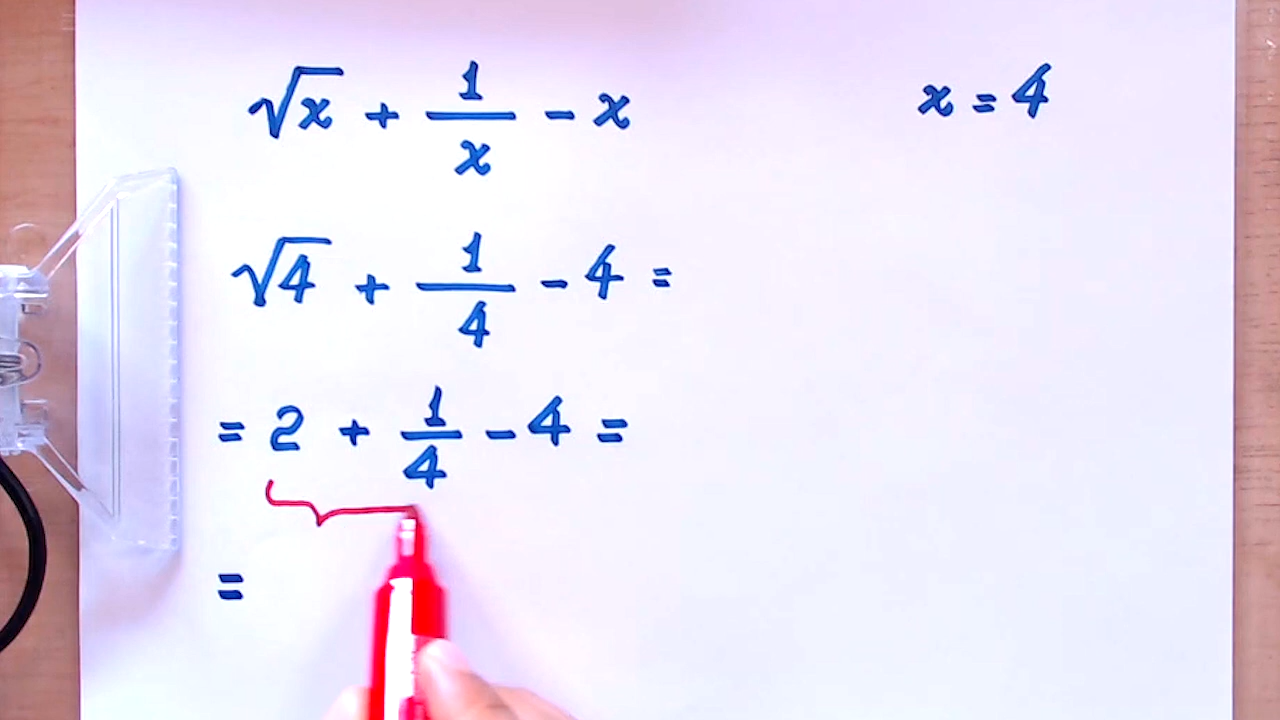 √x + 1/x - x
x = 4
√4 + 1/4 - 4 =
= 2 + 1/4 - 4 =
=